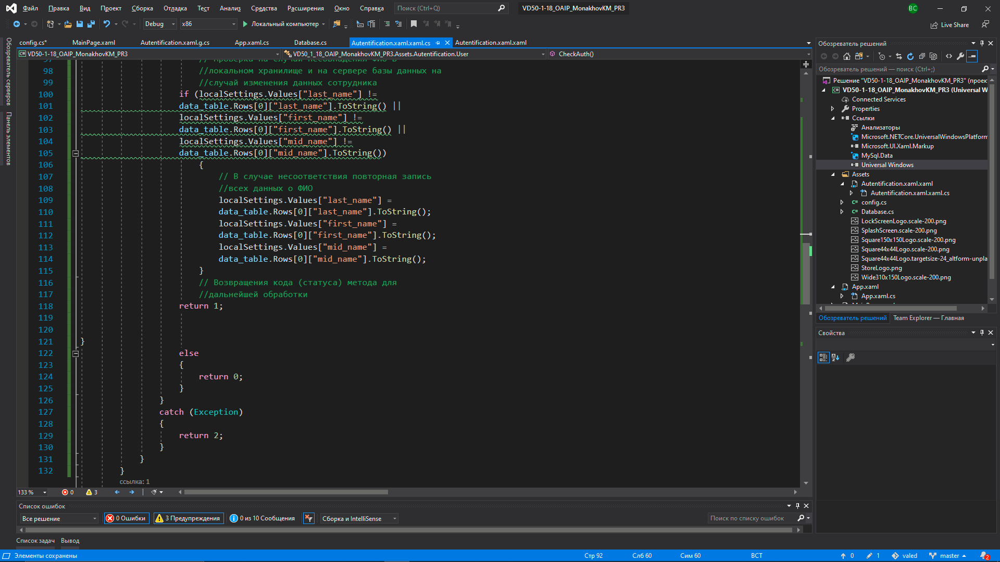 Файл Правка Вид Проект Сборка Отладка Тест Анализ Средства Расширения Окно Справка Поиск (Ctrl+Q) VD50-1-18_OAIP_MonakhovKM_PR3 BC
Debug x86 Локальный компьютер Live Share
config.cs* MainPage.xaml Autentification.xaml.g.cs App.xaml.cs Database.cs Autentification.xaml.xaml.cs Autentification.xaml.xaml
VD50-1-18_OAIP_MonakhovKM_PR3 VD50_1_18_OAIP_MonakhovKM_PR3.Assets.Autentification.User CheckAuth()
Обозреватель серверов
Панель элементов
97 // Проверка на случай несовпадения ФИО в
98 //локальном хранилище и на сервере базы данных на
99 //случай изменения данных сотрудника
100 if (localSettings.Values["last_name"] !=
101 data_table.Rows[0]["last_name"].ToString() ||
102 localSettings.Values["first_name"] !=
103 data_table.Rows[0]["first_name"].ToString() ||
104 localSettings.Values["mid_name"] !=
105 data_table.Rows[0]["mid_name"].ToString())
106 {
107 // В случае несоответствия повторная запись
108 //всех данных о ФИО
109 localSettings.Values["last_name"] =
110 data_table.Rows[0]["last_name"].ToString();
111 localSettings.Values["first_name"] =
112 data_table.Rows[0]["first_name"].ToString();
113 localSettings.Values["mid_name"] =
114 data_table.Rows[0]["mid_name"].ToString();
115 }
116 // Возвращения кода (статуса) метода для
117 //дальнейшей обработки
118 return 1;
119
120
121 }
122 else
123 {
124 return 0;
125 }
126 }
127 catch (Exception)
128 {
129 return 2;
130 }
131 }
132 }
ссылка: 1
133 % 0 3
Список ошибок
Все решение 0 Ошибки 3 Предупреждения 0 из 10 Сообщения Сборка и IntelliSense Поиск по списку ошибок
Список задач Вывод
Элементы сохранены Стр 92 Слб 60 Сим 60 ВСТ 0 1 valed master 2
Обозреватель решений
Обозреватель решений — поиск (Ctrl+;)
Решение "VD50-1-18_OAIP_MonakhovKM_PR3" (проек
VD50-1-18_OAIP_MonakhovKM_PR3 (Universal W
Connected Services
Properties
Ссылки
Анализаторы
Microsoft.NETCore.UniversalWindowsPlatform
Microsoft.UI.Xaml.Markup
MySql.Data
Universal Windows
Assets
Autentification.xaml.xaml
Autentification.xaml.xaml.cs
config.cs
Database.cs
LockScreenLogo.scale-200.png
SplashScreen.scale-200.png
Square150x150Logo.scale-200.png
Square44x44Logo.scale-200.png
Square44x44Logo.targetsize-24_altform-unpla
StoreLogo.png
Wide310x150Logo.scale-200.png
App.xaml
App.xaml.cs
Обозреватель решений Team Explorer — Главная
Свойства